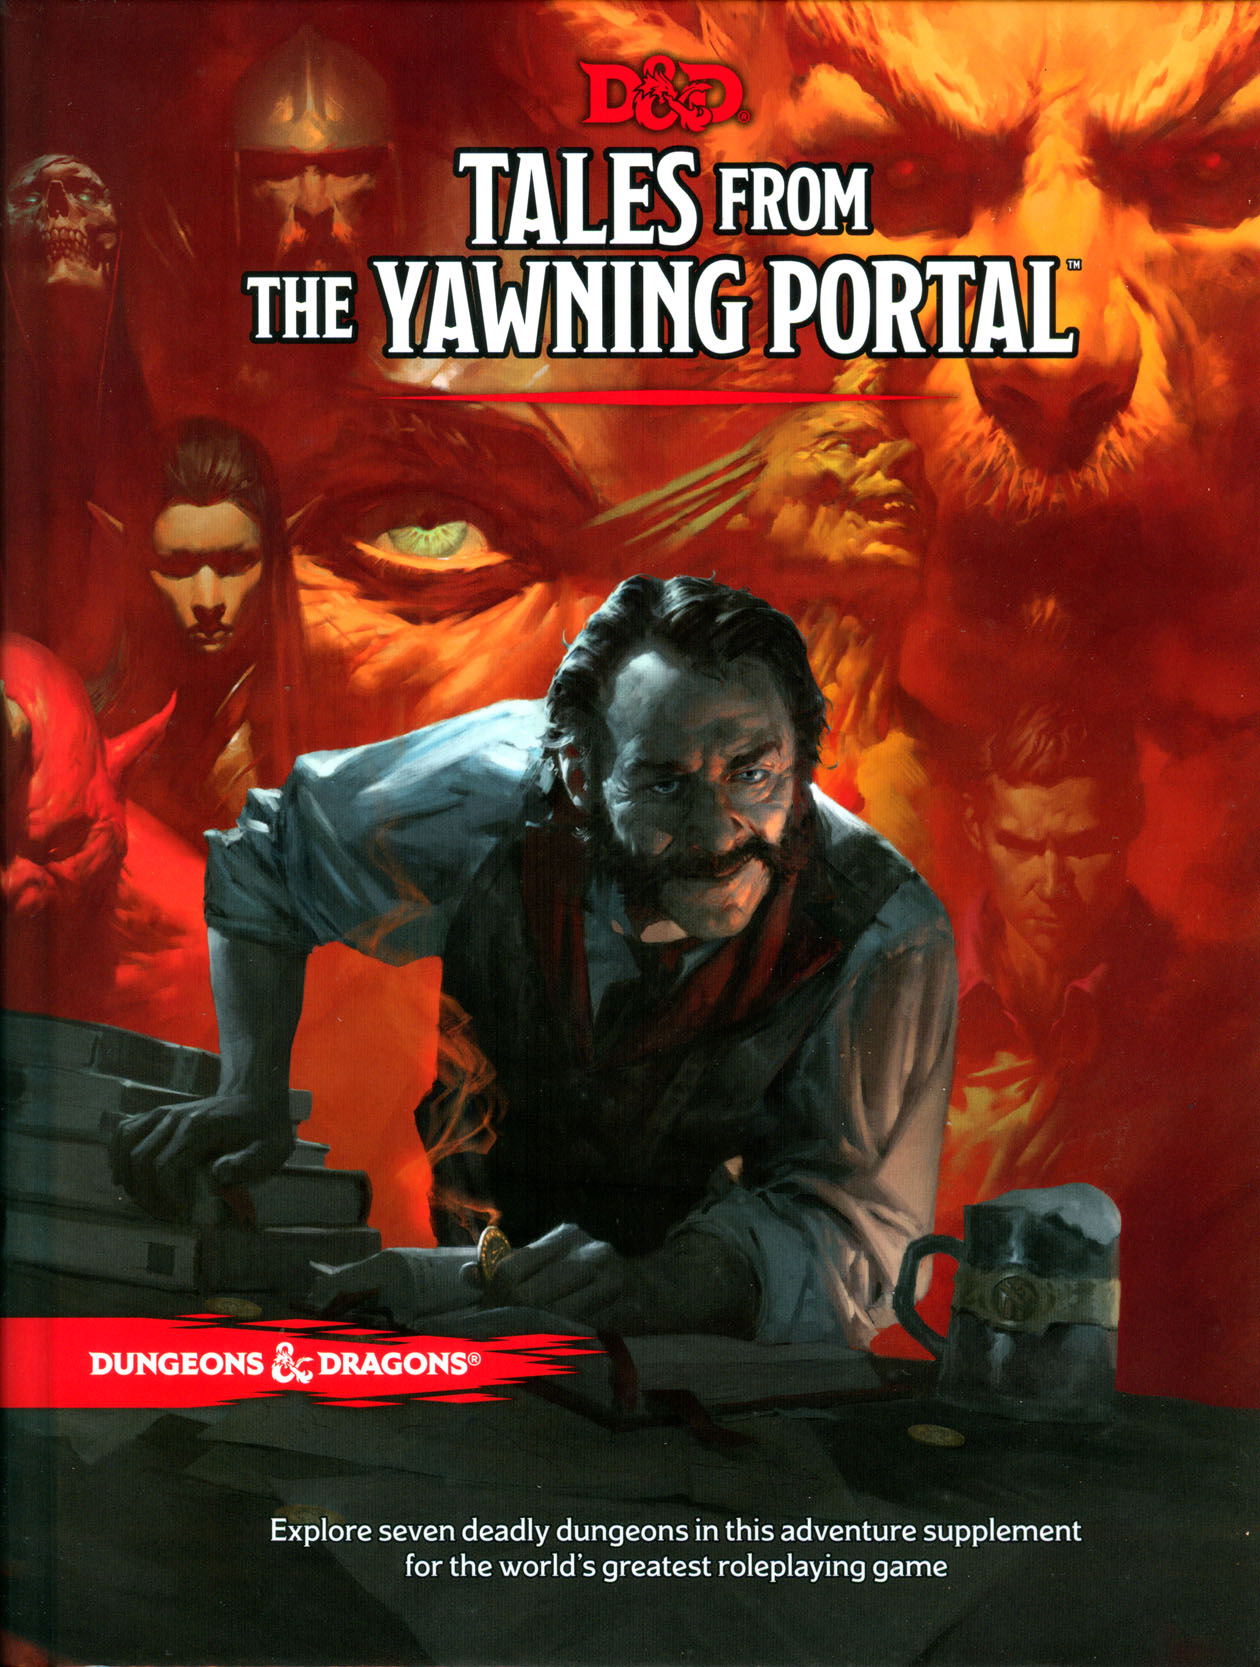 D&D®
TALES FROM
THE YAWNING PORTAL™
DUNGEONS & DRAGONS®
Explore seven deadly dungeons in this adventure supplement
for the world's greatest roleplaying game